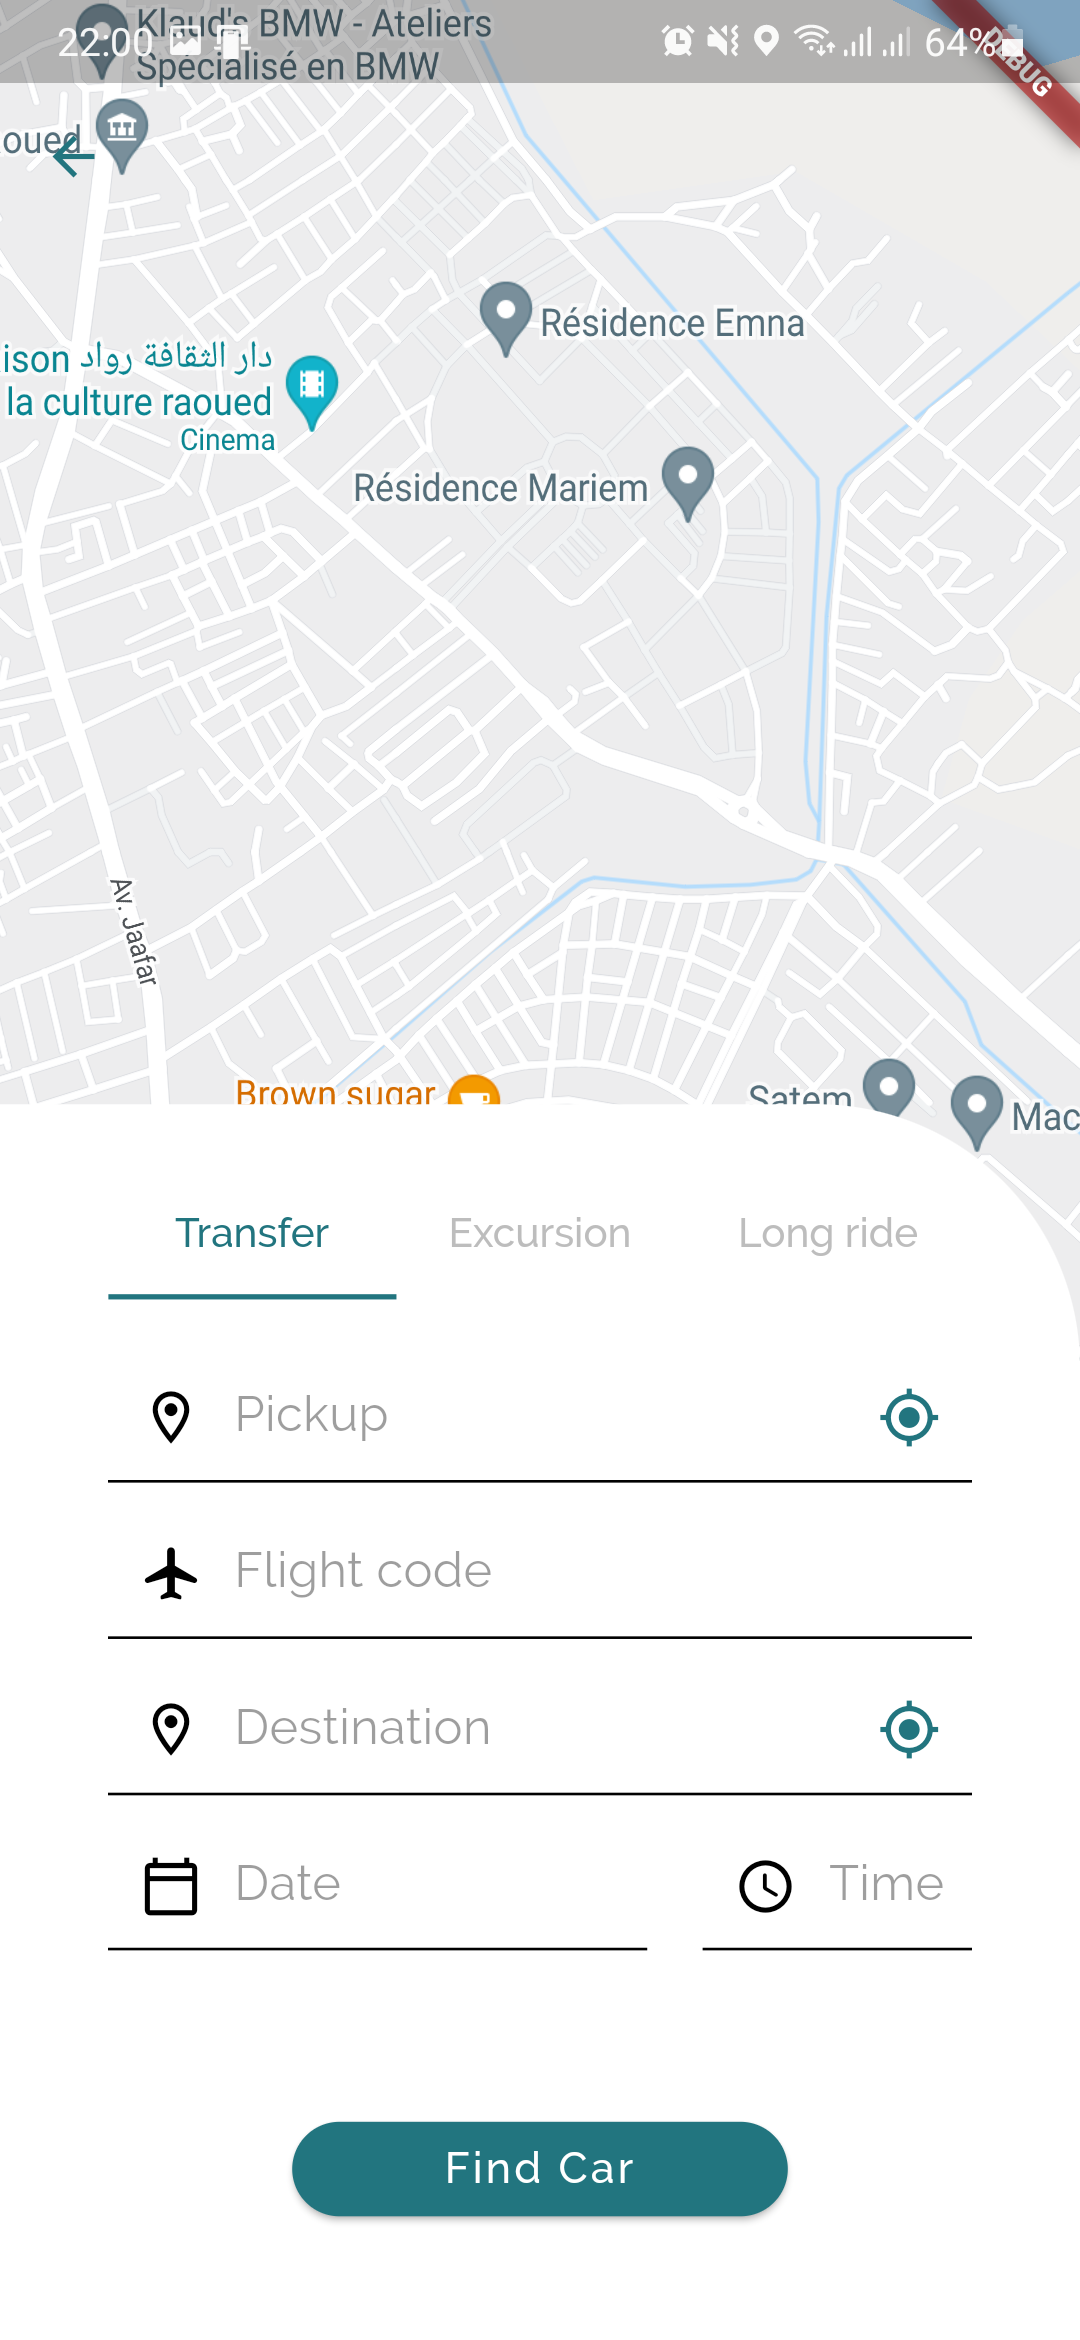 Klaud's BMW - Ateliers
Spécialisé en BMW
22:00
64%
DEBUG
oued
Résidence Emna
ison دار الثقافة رواد
la culture raoued
Cinema
Résidence Mariem
Av. Jaafar
Brown sugar
Satem
Mac
Transfer
Excursion
Long ride
Pickup
Flight code
Destination
Date
Time
Find Car